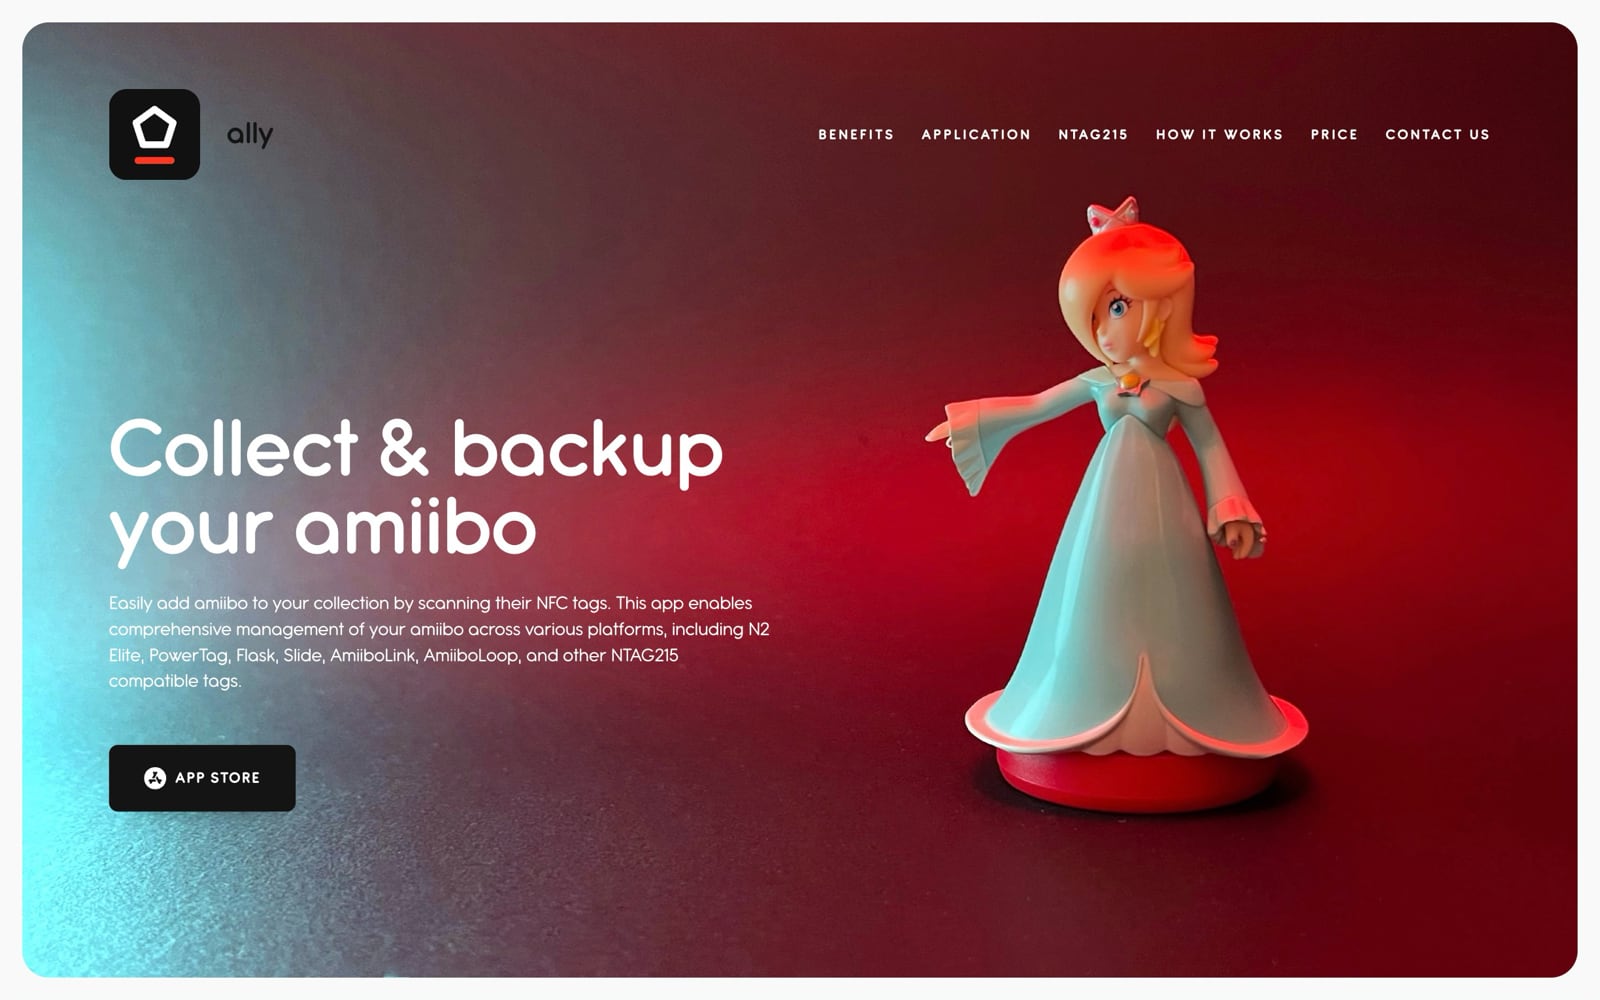 ally
BENEFITS APPLICATION NTAG215 HOW IT WORKS PRICE CONTACT US
Collect & backup
your amiibo
Easily add amiibo to your collection by scanning their NFC tags. This app enables
comprehensive management of your amiibo across various platforms, including N2
Elite, PowerTag, Flask, Slide, AmiiboLink, AmiiboLoop, and other NTAG215
compatible tags.
APP STORE